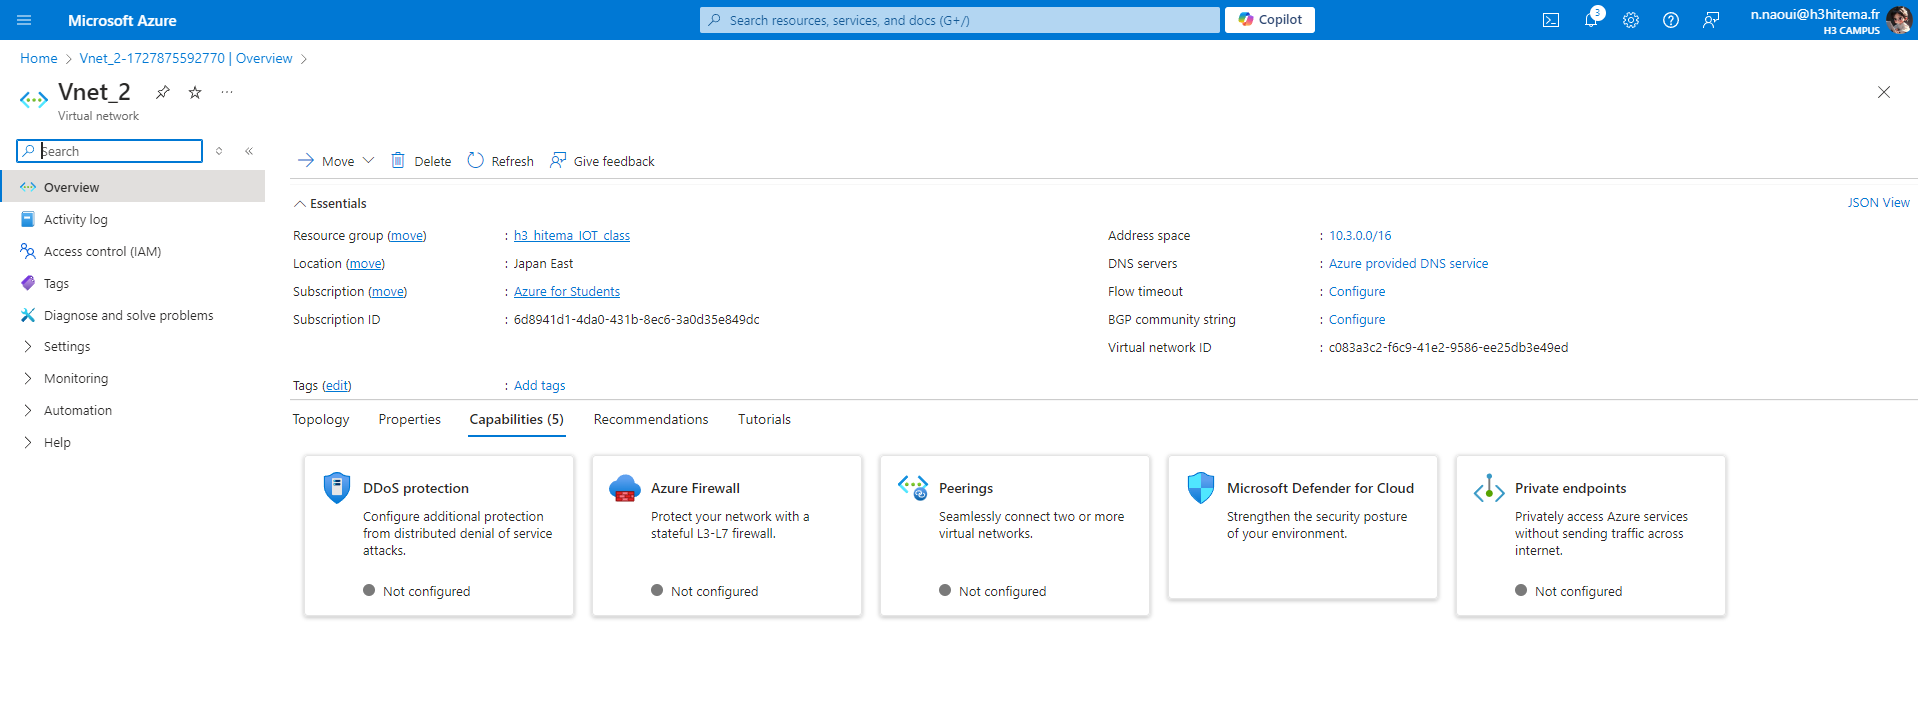 Microsoft Azure
Search resources, services, and docs (G+/)
Copilot
3
n.naoui@h3hitema.fr
H3 CAMPUS
Home > Vnet_2-1727875592770 | Overview >
Vnet_2
Virtual network
Search
Overview
Activity log
Access control (IAM)
Tags
Diagnose and solve problems
Settings
Monitoring
Automation
Help
Move
Delete
Refresh
Give feedback
Essentials
JSON View
Resource group (move) : h3_hitema_IOT_class
Location (move) : Japan East
Subscription (move) : Azure for Students
Subscription ID : 6d8941d1-4da0-431b-8ec6-3a0d35e849dc
Address space : 10.3.0.0/16
DNS servers : Azure provided DNS service
Flow timeout : Configure
BGP community string : Configure
Virtual network ID : c083a3c2-f6c9-41e2-9586-ee25db3e49ed
Tags (edit) : Add tags
Topology
Properties
Capabilities (5)
Recommendations
Tutorials
DDoS protection
Configure additional protection
from distributed denial of service
attacks.
Not configured
Azure Firewall
Protect your network with a
stateful L3-L7 firewall.
Not configured
Peerings
Seamlessly connect two or more
virtual networks.
Not configured
Microsoft Defender for Cloud
Strengthen the security posture
of your environment.
Private endpoints
Privately access Azure services
without sending traffic across
internet.
Not configured